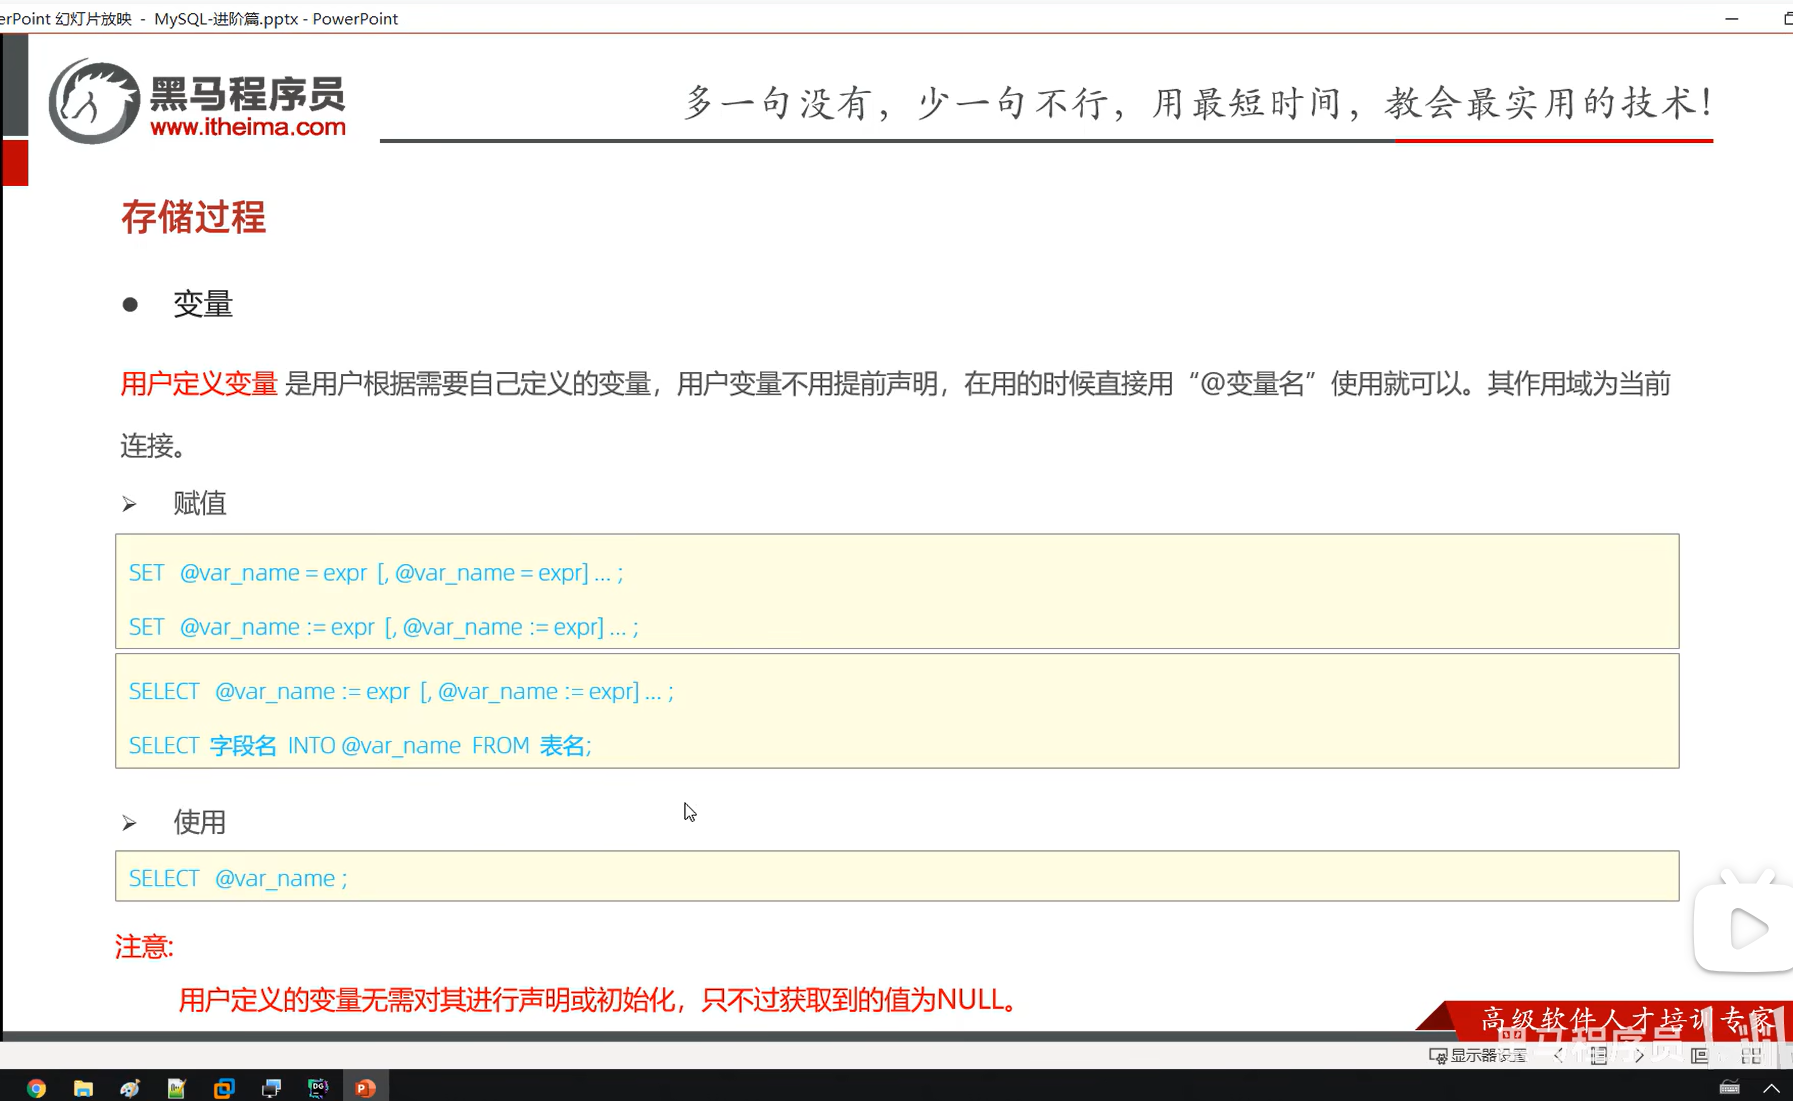 erPoint 幻灯片放映 - MySQL-进阶篇.pptx - PowerPoint
黑马程序员
www.itheima.com
多一句没有，少一句不行，用最短时间，教会最实用的技术！
存储过程
● 变量
用户定义变量 是用户根据需要自己定义的变量，用户变量不用提前声明，在用的时候直接用“@变量名”使用就可以。其作用域为当前
连接。
➢ 赋值
SET @var_name = expr [, @var_name = expr] ... ;
SET @var_name := expr [, @var_name := expr] ... ;
SELECT @var_name := expr [, @var_name := expr] ... ;
SELECT 字段名 INTO @var_name FROM 表名;
➢ 使用
SELECT @var_name ;
注意:
用户定义的变量无需对其进行声明或初始化，只不过获取到的值为NULL。
高级软件人才培训专家
黑马程序员
显示器设置